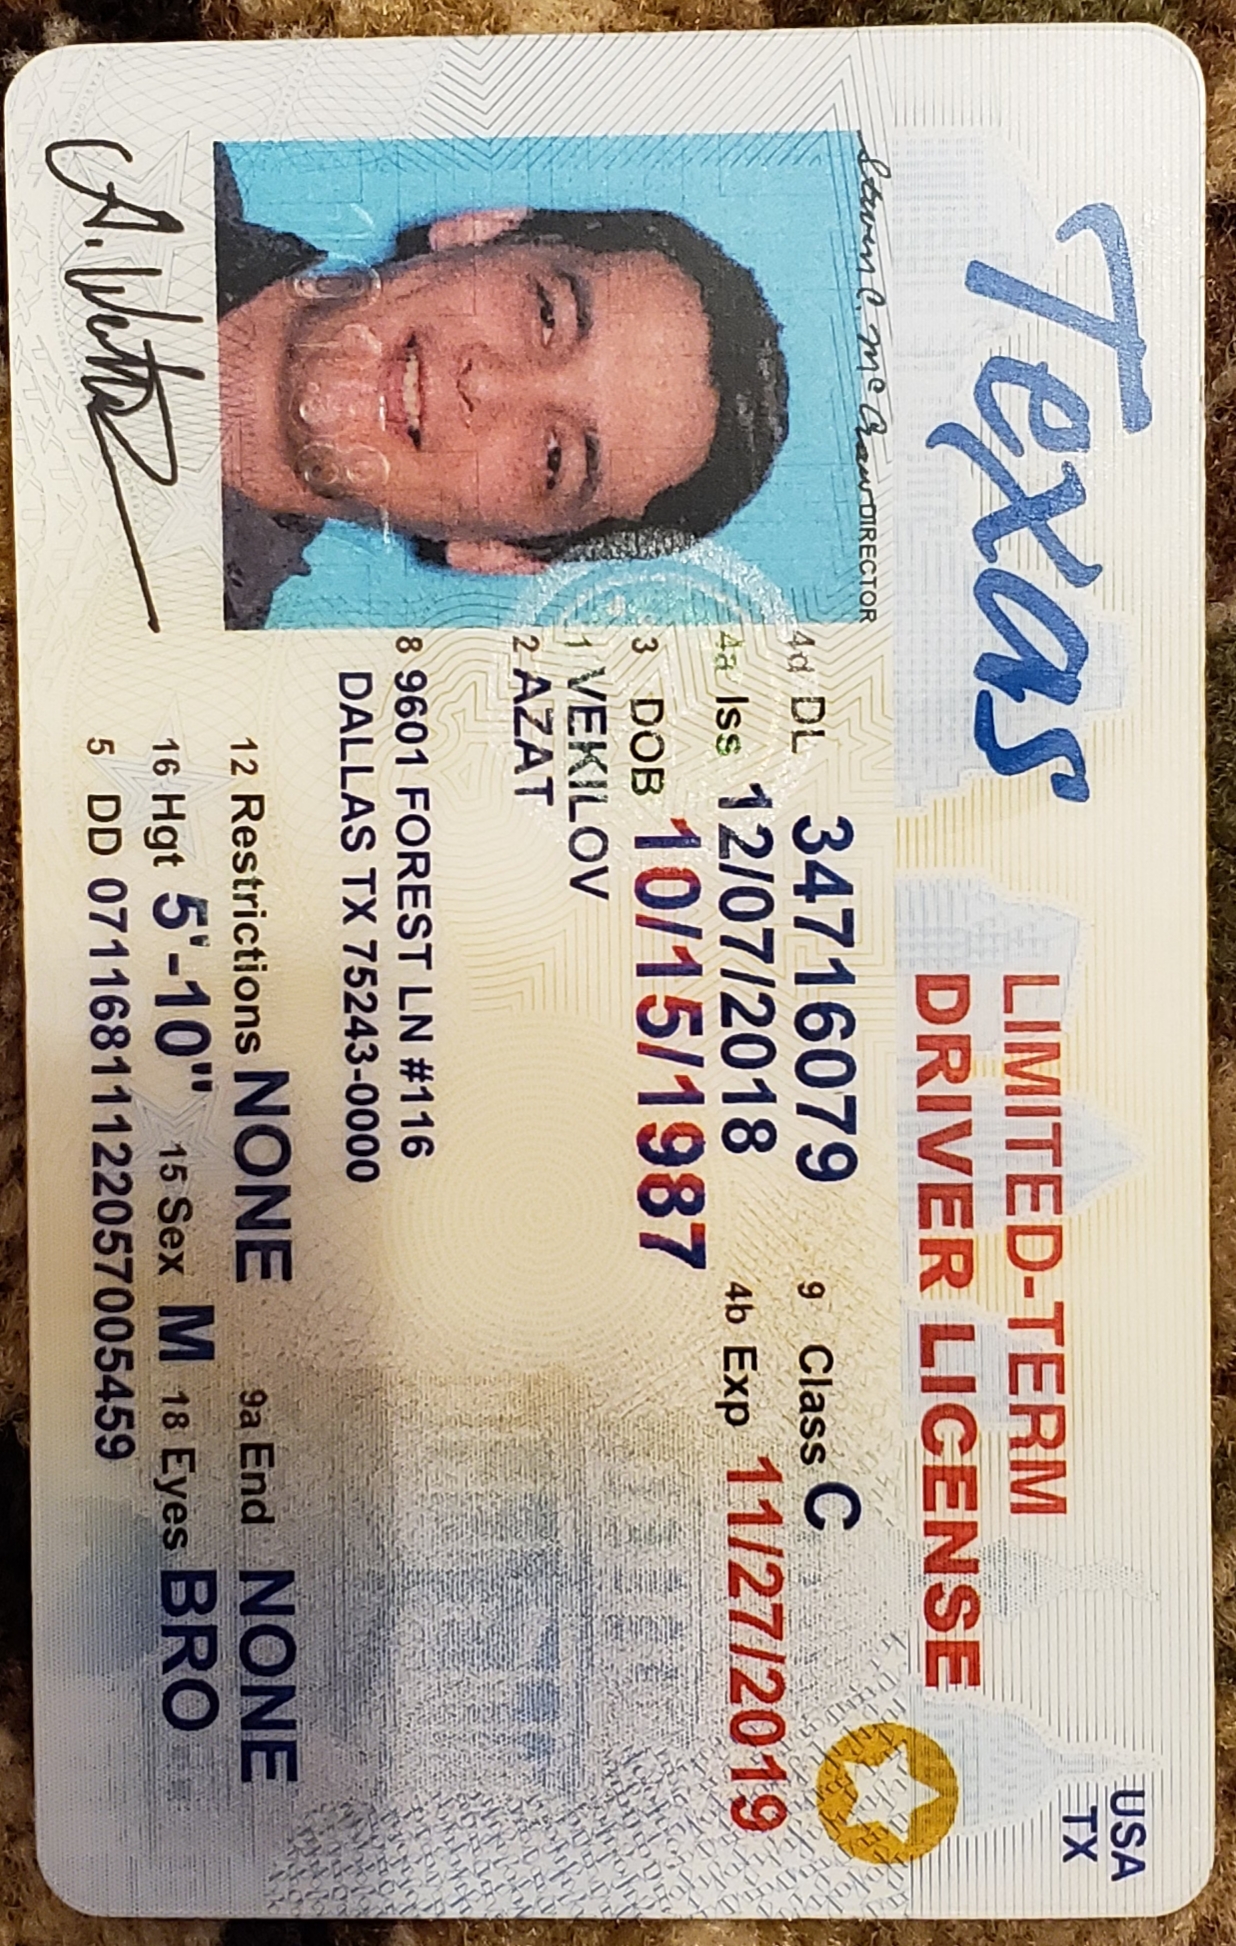 Texas
USA
TX
LIMITED-TERM
DRIVER LICENSE
Steven C. McCraw DIRECTOR
4d DL 34716079 9 Class C
4a Iss 12/07/2018 4b Exp 11/27/2019
3 DOB 10/15/1987
1 VEKILOV
2 AZAT
8 9601 FOREST LN #116
DALLAS TX 75243-0000
12 Restrictions NONE 9a End NONE
16 Hgt 5'-10" 15 Sex M 18 Eyes BRO
5 DD 07116811122057005459